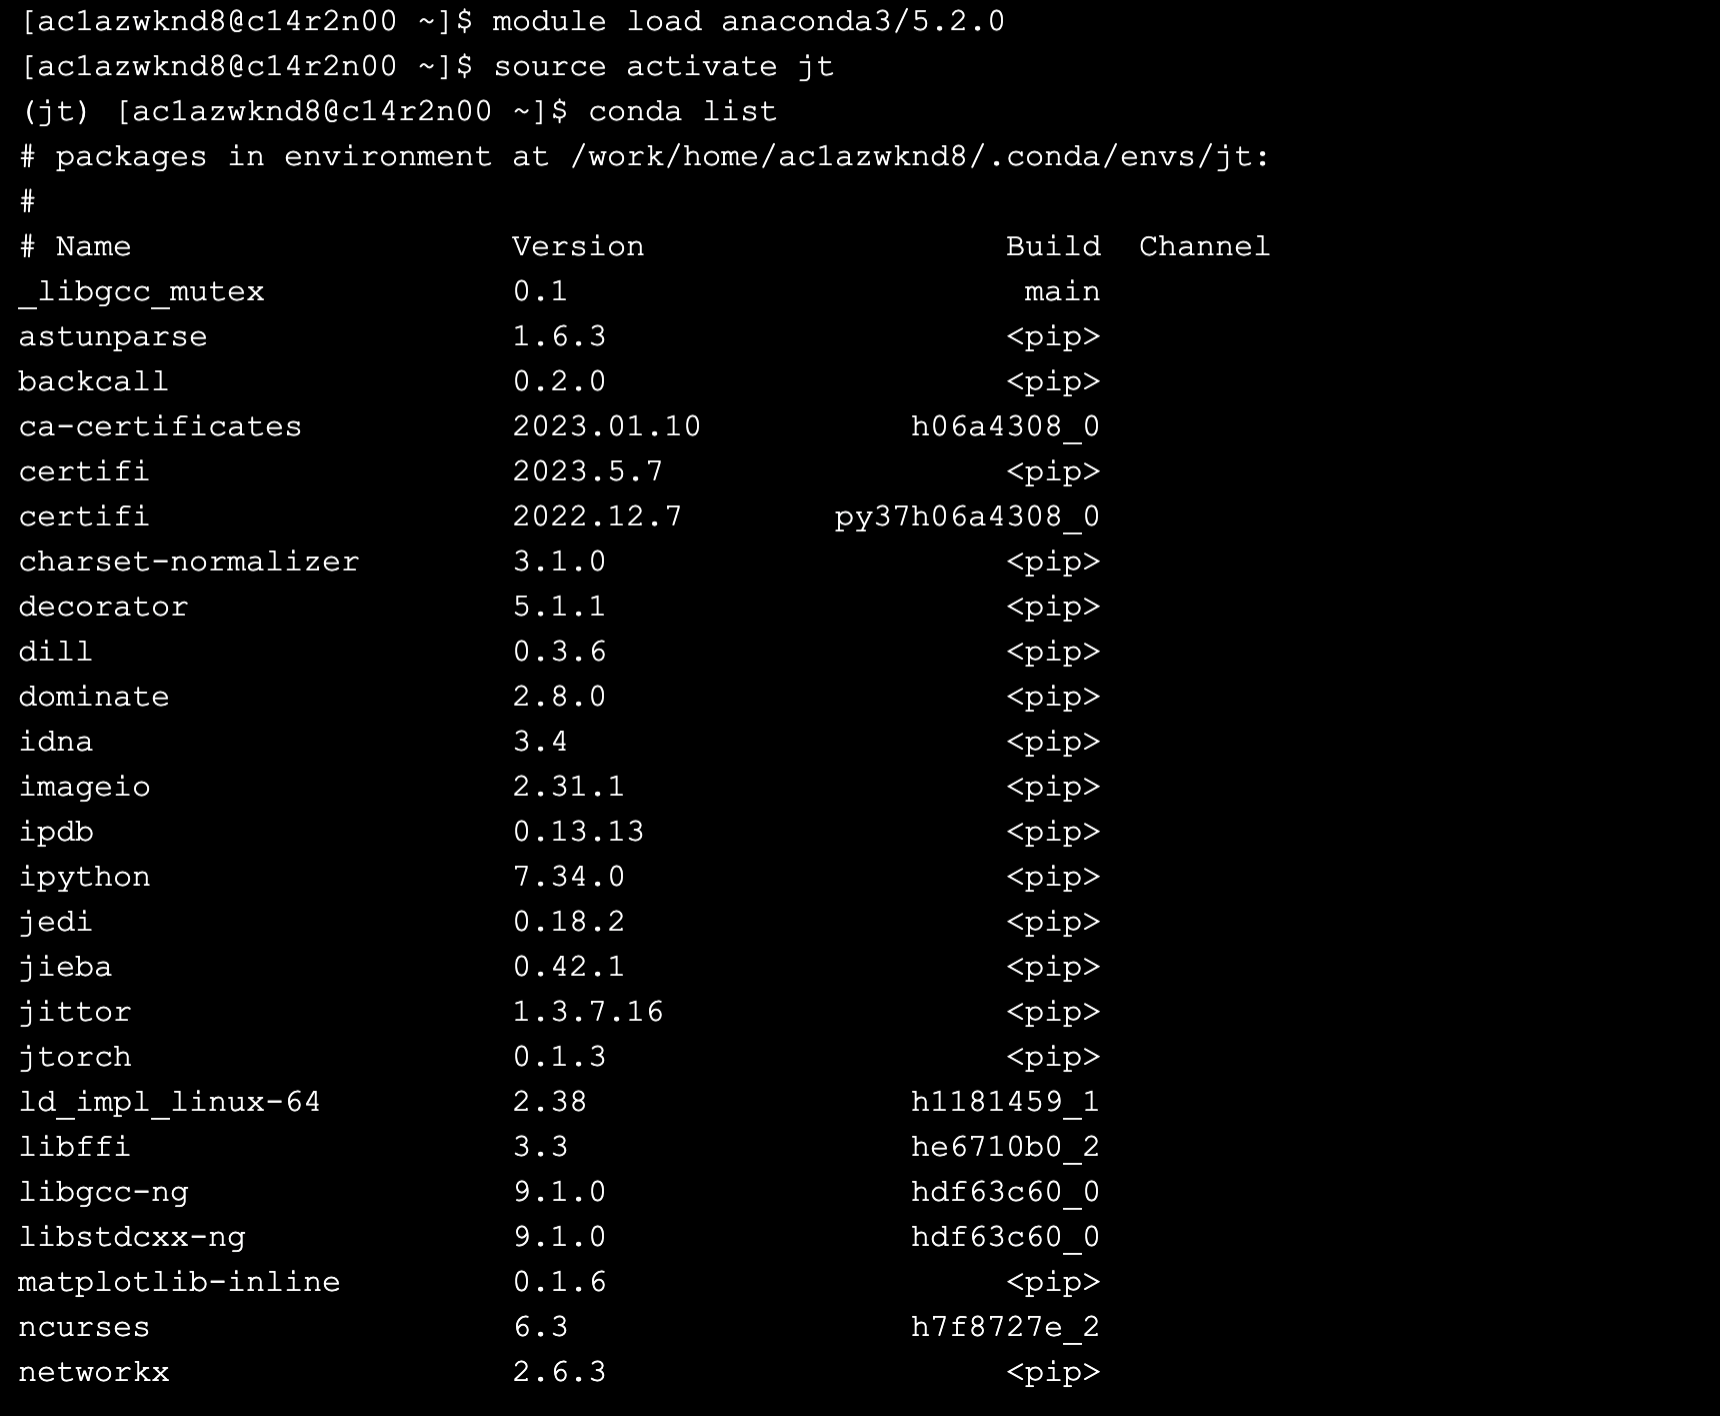 [ac1azwknd8@c14r2n00 ~]$ module load anaconda3/5.2.0
[ac1azwknd8@c14r2n00 ~]$ source activate jt
(jt) [ac1azwknd8@c14r2n00 ~]$ conda list
# packages in environment at /work/home/ac1azwknd8/.conda/envs/jt:
#
# Name                    Version                   Build  Channel
_libgcc_mutex             0.1                        main
astunparse                1.6.3                     <pip>
backcall                  0.2.0                     <pip>
ca-certificates           2023.01.10           h06a4308_0
certifi                   2023.5.7                  <pip>
certifi                   2022.12.7        py37h06a4308_0
charset-normalizer        3.1.0                     <pip>
decorator                 5.1.1                     <pip>
dill                      0.3.6                     <pip>
dominate                  2.8.0                     <pip>
idna                      3.4                       <pip>
imageio                   2.31.1                    <pip>
ipdb                      0.13.13                   <pip>
ipython                   7.34.0                    <pip>
jedi                      0.18.2                    <pip>
jieba                     0.42.1                    <pip>
jittor                    1.3.7.16                  <pip>
jtorch                    0.1.3                     <pip>
ld_impl_linux-64          2.38                 h1181459_1
libffi                    3.3                  he6710b0_2
libgcc-ng                 9.1.0                hdf63c60_0
libstdcxx-ng              9.1.0                hdf63c60_0
matplotlib-inline         0.1.6                     <pip>
ncurses                   6.3                  h7f8727e_2
networkx                  2.6.3                     <pip>